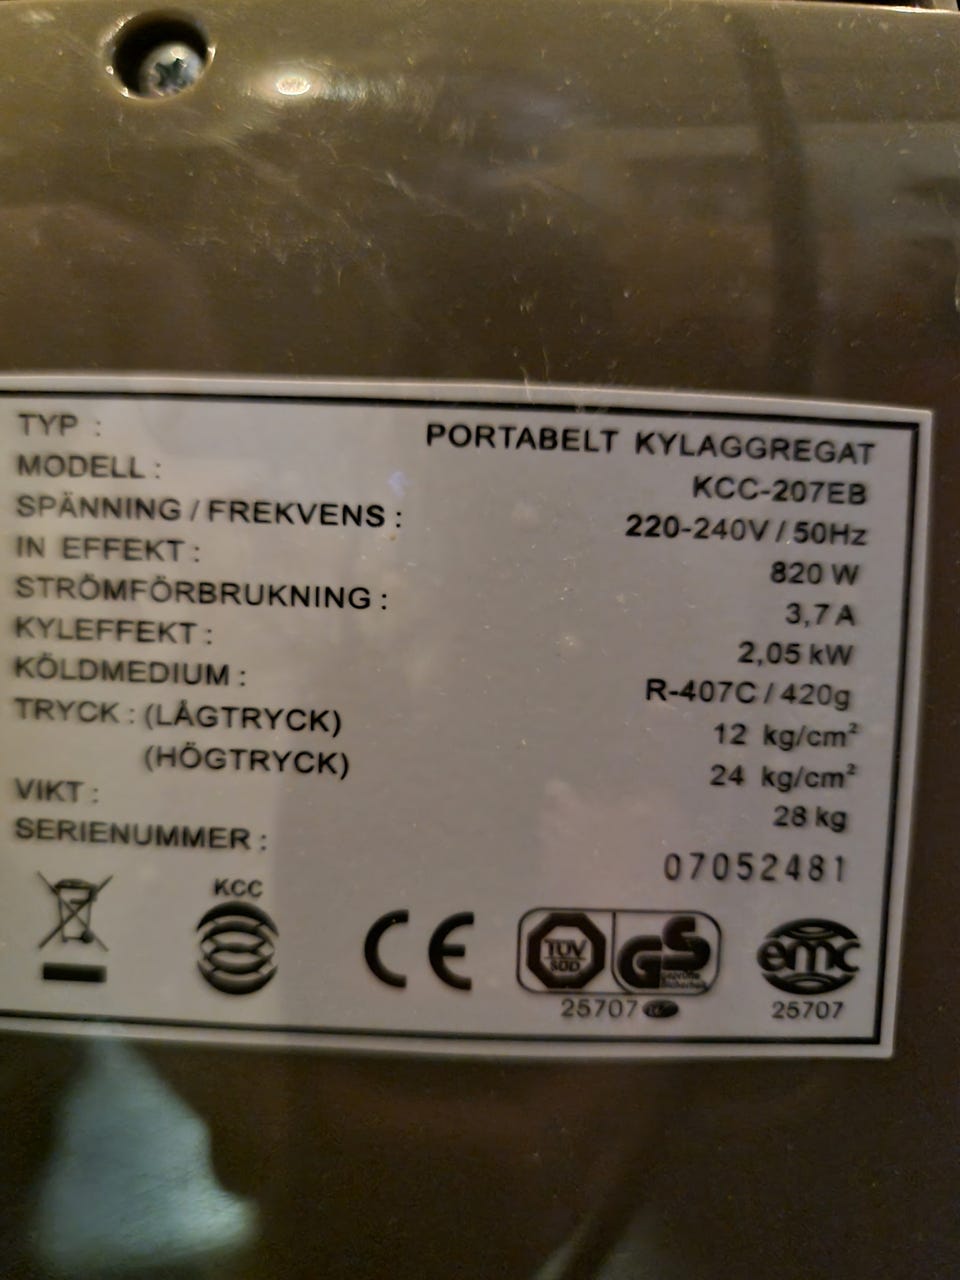 TYP : PORTABELT KYLAGGREGAT
MODELL : KCC-207EB
SPÄNNING / FREKVENS : 220-240V / 50Hz
IN EFFEKT : 820 W
STRÖMFÖRBRUKNING : 3,7 A
KYLEFFEKT : 2,05 kW
KÖLDMEDIUM : R-407C / 420g
TRYCK : (LÅGTRYCK) 12 kg/cm²
(HÖGTRYCK) 24 kg/cm²
VIKT : 28 kg
SERIENUMMER : 07052481
KCC
CE
TÜV SÜD
GS geprüfte Sicherheit
emc
25707
25707